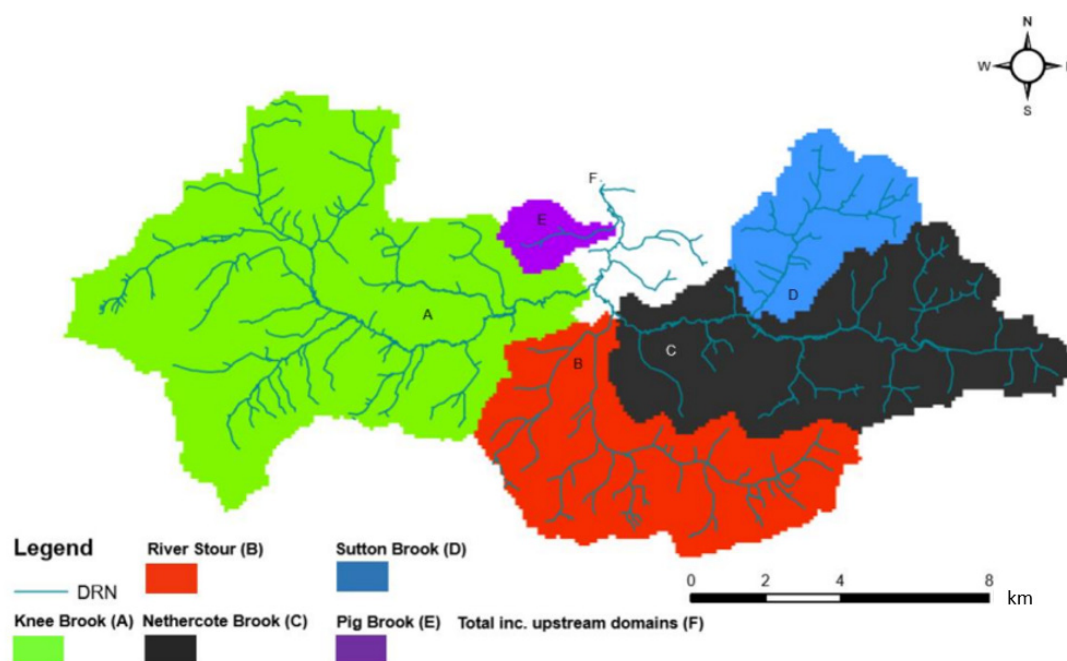 N
W
S
F.
E
D
A
C
B
Legend
River Stour (B)
Sutton Brook (D)
DRN
0 2 4 8
km
Knee Brook (A) Nethercote Brook (C) Pig Brook (E) Total inc. upstream domains (F)